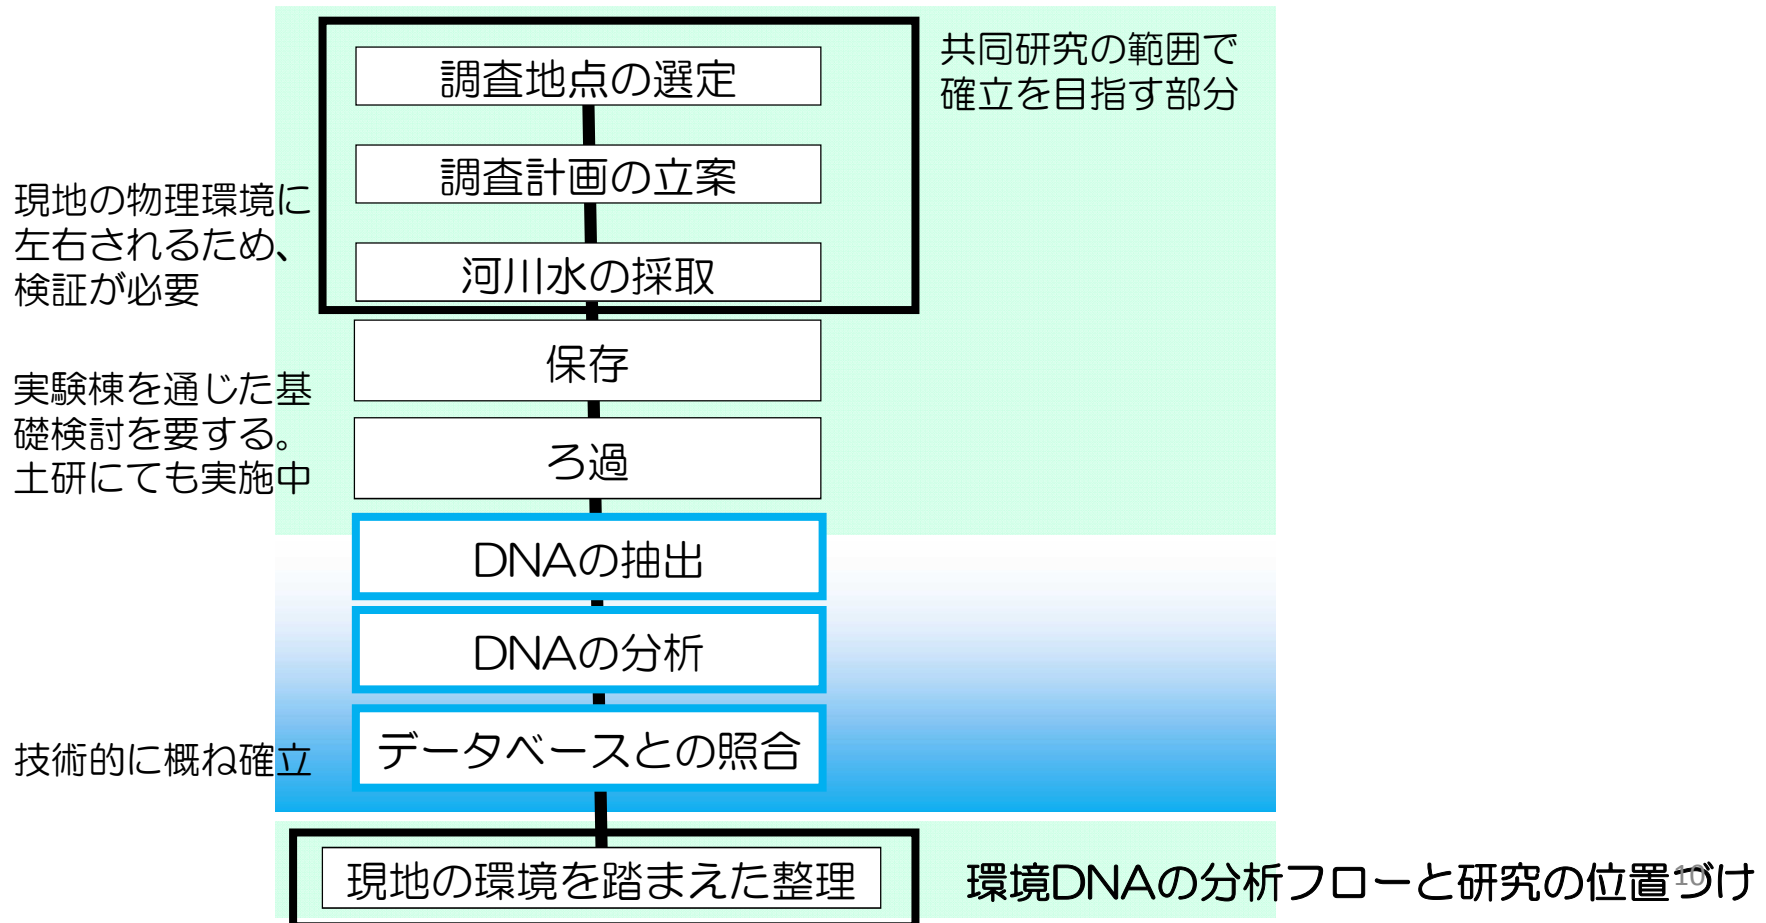 調査地点の選定
共同研究の範囲で
確立を目指す部分
調査計画の立案
現地の物理環境に
左右されるため、
検証が必要
河川水の採取
保存
実験棟を通じた基
礎検討を要する。
土研にても実施中
ろ過
DNAの抽出
DNAの分析
データベースとの照合
技術的に概ね確立
現地の環境を踏まえた整理
環境DNAの分析フローと研究の位置づけ
10